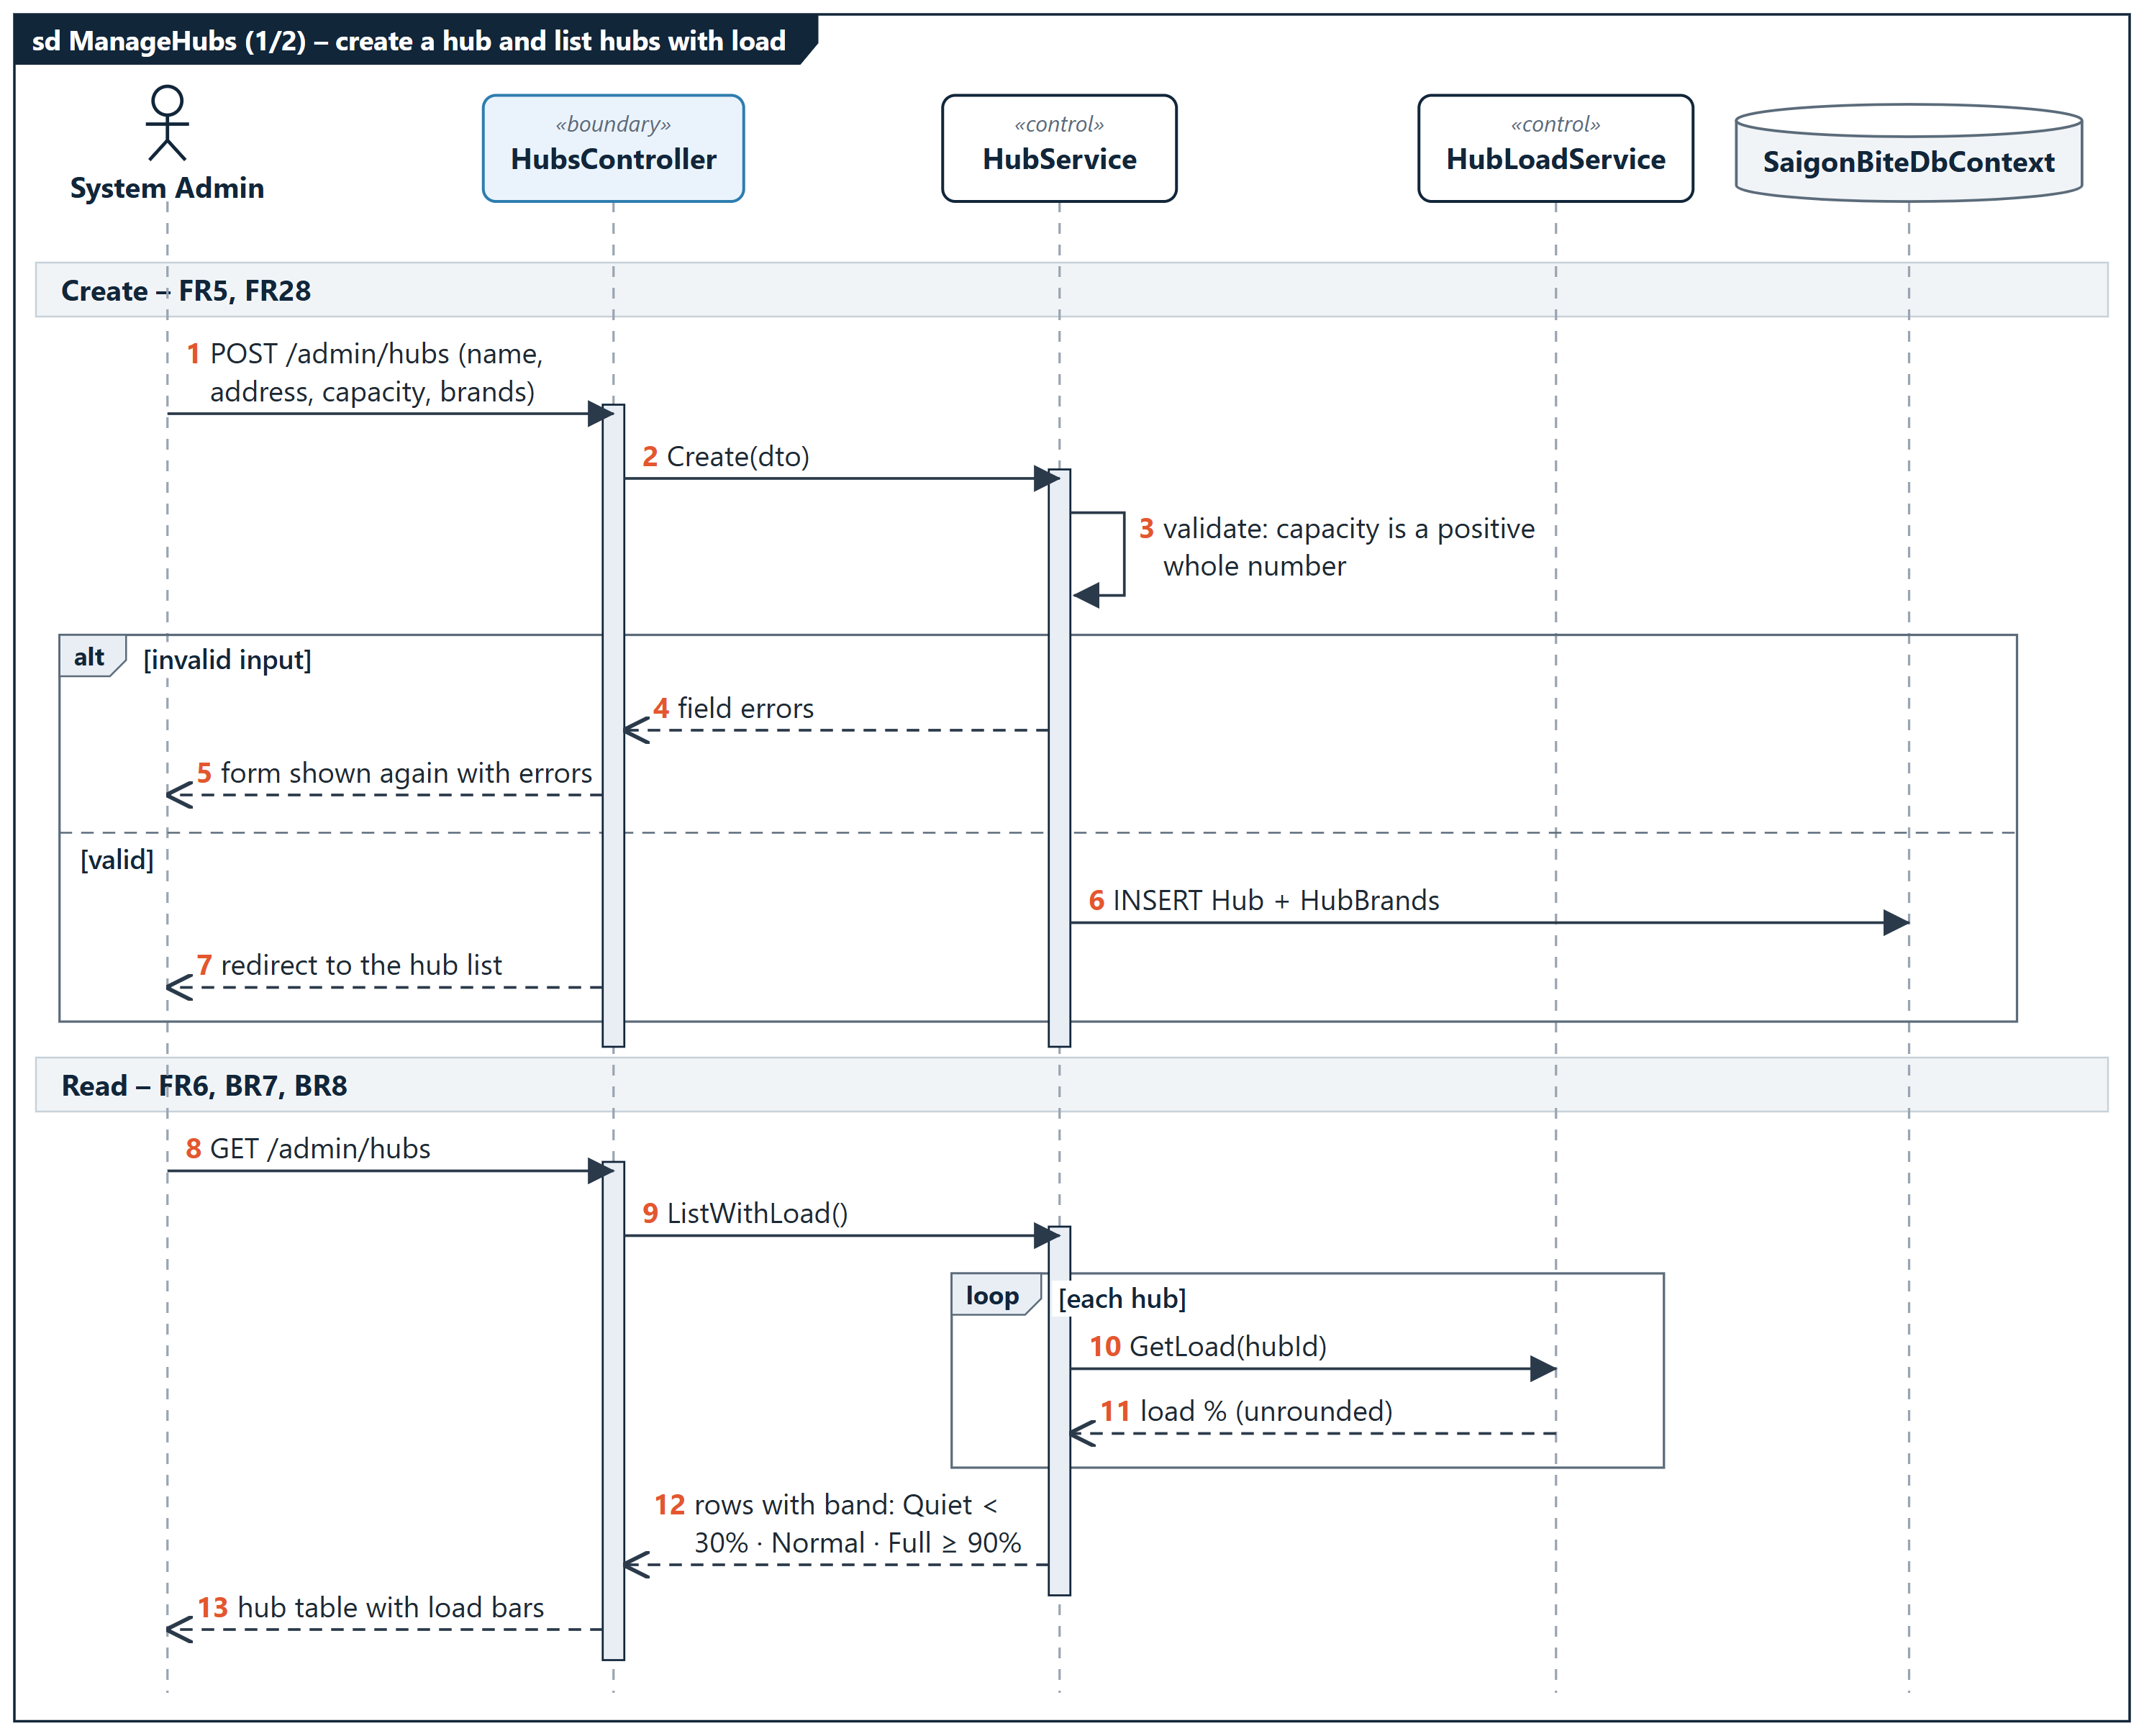 sd ManageHubs (1/2) – create a hub and list hubs with load
System Admin
«boundary»
HubsController
«control»
HubService
«control»
HubLoadService
SaigonBiteDbContext
Create – FR5, FR28
1 POST /admin/hubs (name,
address, capacity, brands)
2 Create(dto)
3 validate: capacity is a positive
whole number
alt [invalid input]
4 field errors
5 form shown again with errors
[valid]
6 INSERT Hub + HubBrands
7 redirect to the hub list
Read – FR6, BR7, BR8
8 GET /admin/hubs
9 ListWithLoad()
loop [each hub]
10 GetLoad(hubId)
11 load % (unrounded)
12 rows with band: Quiet <
30% · Normal · Full ≥ 90%
13 hub table with load bars